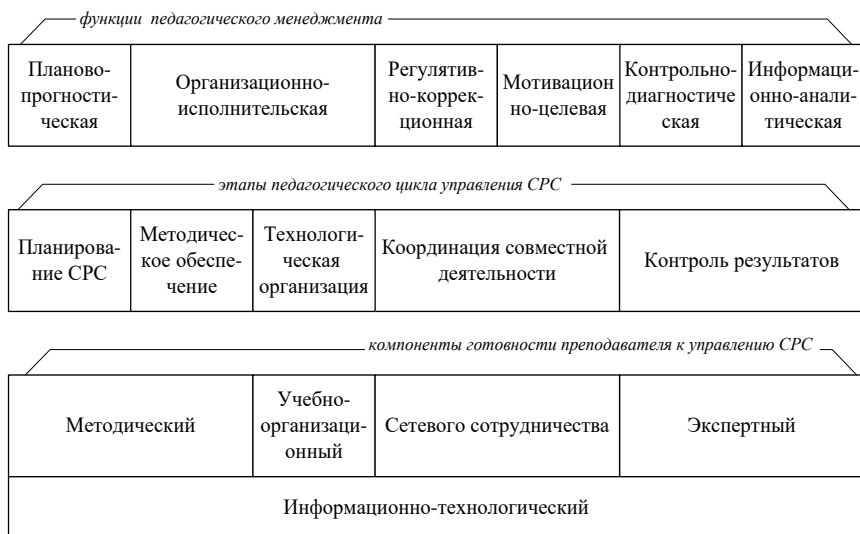 функции педагогического менеджмента
Планово-
прогности-
ческая
Организационно-
исполнительская
Регулятив-
но-коррек-
ционная
Мотивацион
но-целевая
Контрольно-
диагностиче
ская
Информаци-
онно-анали-
тическая
этапы педагогического цикла управления СРС
Планирова-
ние СРС
Методичес-
кое обеспе-
чение
Технологи-
ческая
организация
Координация совместной
деятельности
Контроль результатов
компоненты готовности преподавателя к управлению СРС
Методический
Учебно-
организаци-
онный
Сетевого сотрудничества
Экспертный
Информационно-технологический